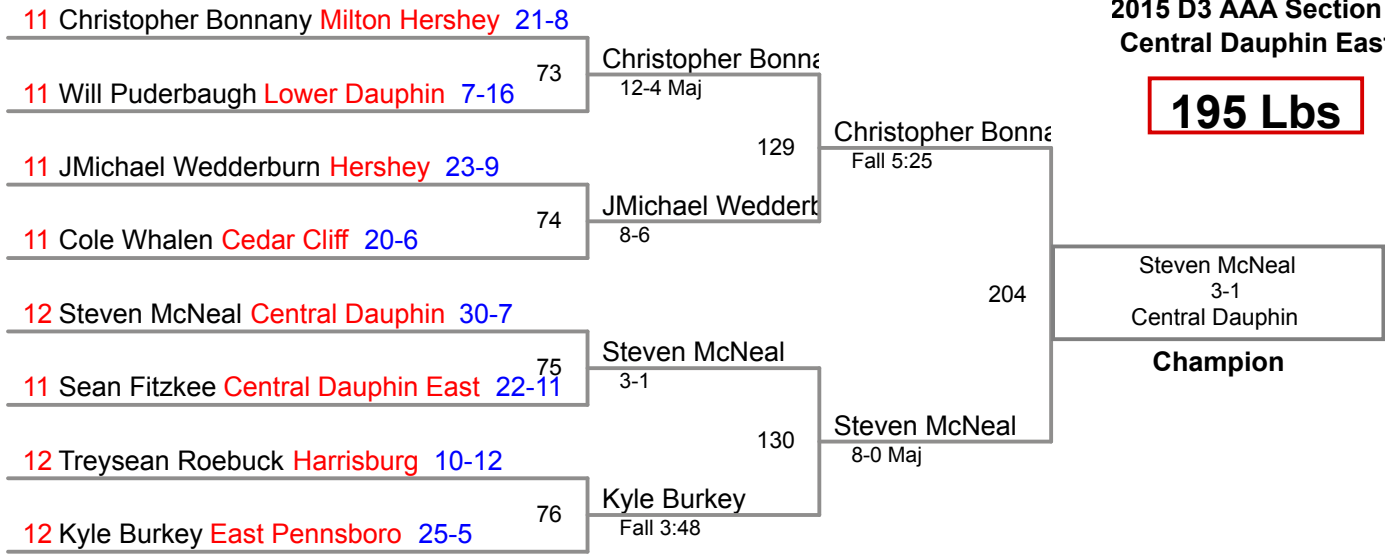 11 Christopher Bonnany Milton Hershey 21-8
2015 D3 AAA Section
Central Dauphin East
195 Lbs
73
Christopher Bonna
12-4 Maj
11 Will Puderbaugh Lower Dauphin 7-16
129
Christopher Bonna
Fall 5:25
11 JMichael Wedderburn Hershey 23-9
74
JMichael Wedderb
8-6
11 Cole Whalen Cedar Cliff 20-6
204
Steven McNeal
3-1
Central Dauphin
Champion
12 Steven McNeal Central Dauphin 30-7
75
Steven McNeal
3-1
11 Sean Fitzkee Central Dauphin East 22-11
130
Steven McNeal
8-0 Maj
12 Treysean Roebuck Harrisburg 10-12
76
Kyle Burkey
Fall 3:48
12 Kyle Burkey East Pennsboro 25-5